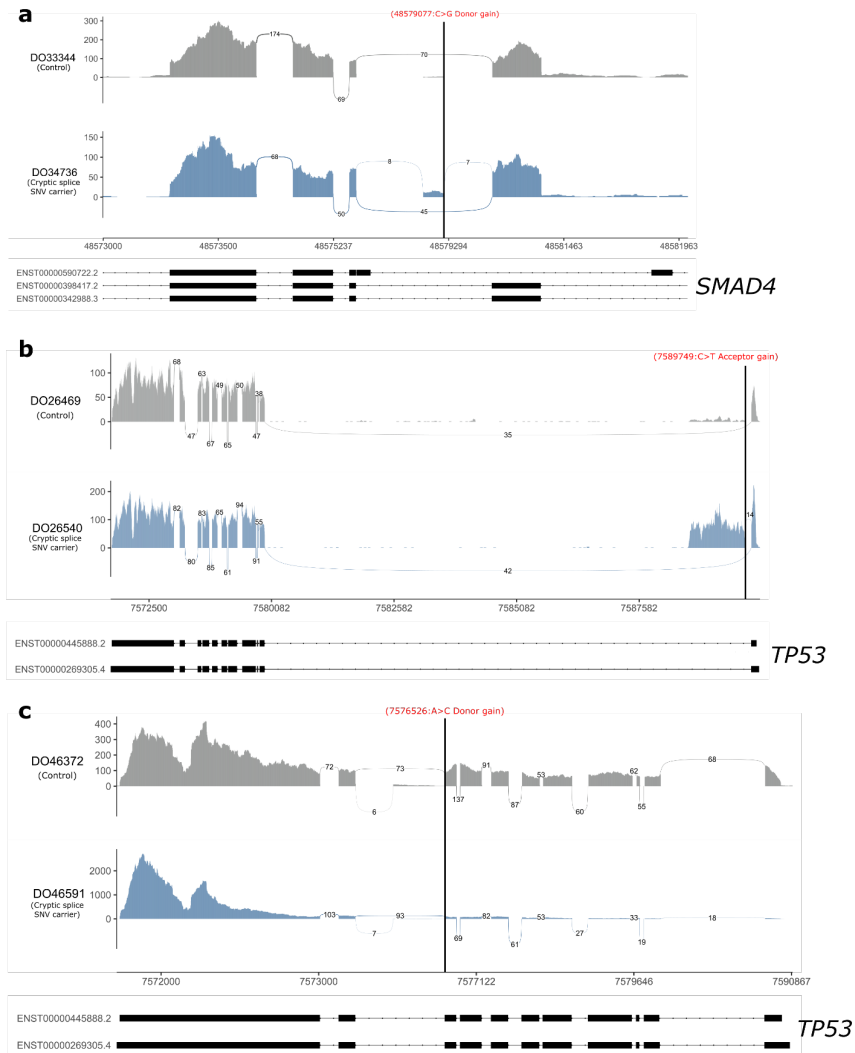 a
(48579077:C>G Donor gain)
300
200
100
0
DO33344
(Control)
174
69
70
150
100
50
0
DO34736
(Cryptic splice
SNV carrier)
68
50
8
7
45
48573000 48573500 48575237 48579294 48581463 48581963
ENST00000590722.2
ENST00000398417.2
ENST00000342988.3
SMAD4
b
(7589749:C>T Acceptor gain)
DO26469
(Control)
100
50
0
68 63 49 50 38
47 67 65 47
35
DO26540
(Cryptic splice
SNV carrier)
200
100
0
82 83 65 94 55
80 85 61 91
42
14
7572500 7580082 7582582 7585082 7587582
ENST00000445888.2
ENST00000269305.4
TP53
c
(7576526:A>C Donor gain)
DO46372
(Control)
400
300
200
100
0
72 73 91 53 62 68
6 137 87 60 55
DO46591
(Cryptic splice
SNV carrier)
2000
1000
0
103 93 82 53 33 18
7 69 61 27 19
7572000 7573000 7577122 7579646 7590867
ENST00000445888.2
ENST00000269305.4
TP53